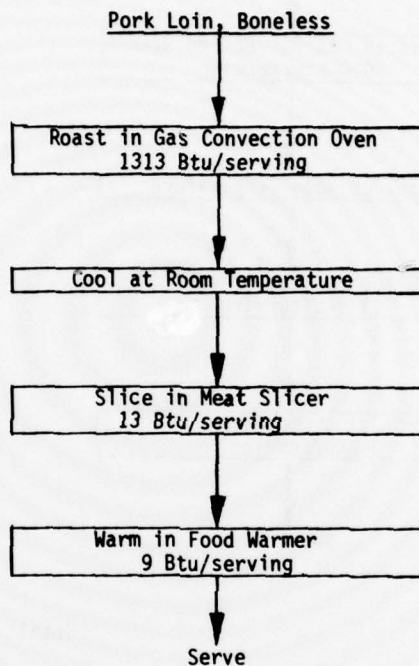 Pork Loin, Boneless
Roast in Gas Convection Oven
1313 Btu/serving
Cool at Room Temperature
Slice in Meat Slicer
13 Btu/serving
Warm in Food Warmer
9 Btu/serving
Serve